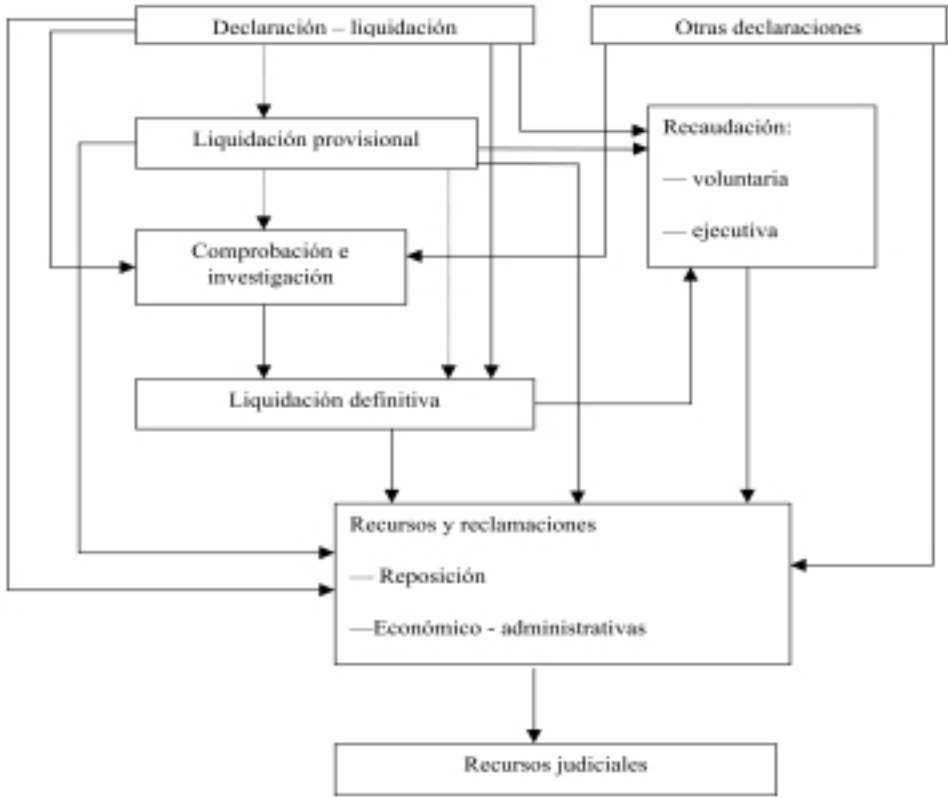 Declaración – liquidación
Otras declaraciones
Liquidación provisional
Recaudación:
— voluntaria
— ejecutiva
Comprobación e
investigación
Liquidación definitiva
Recursos y reclamaciones
— Reposición
—Económico - administrativas
Recursos judiciales